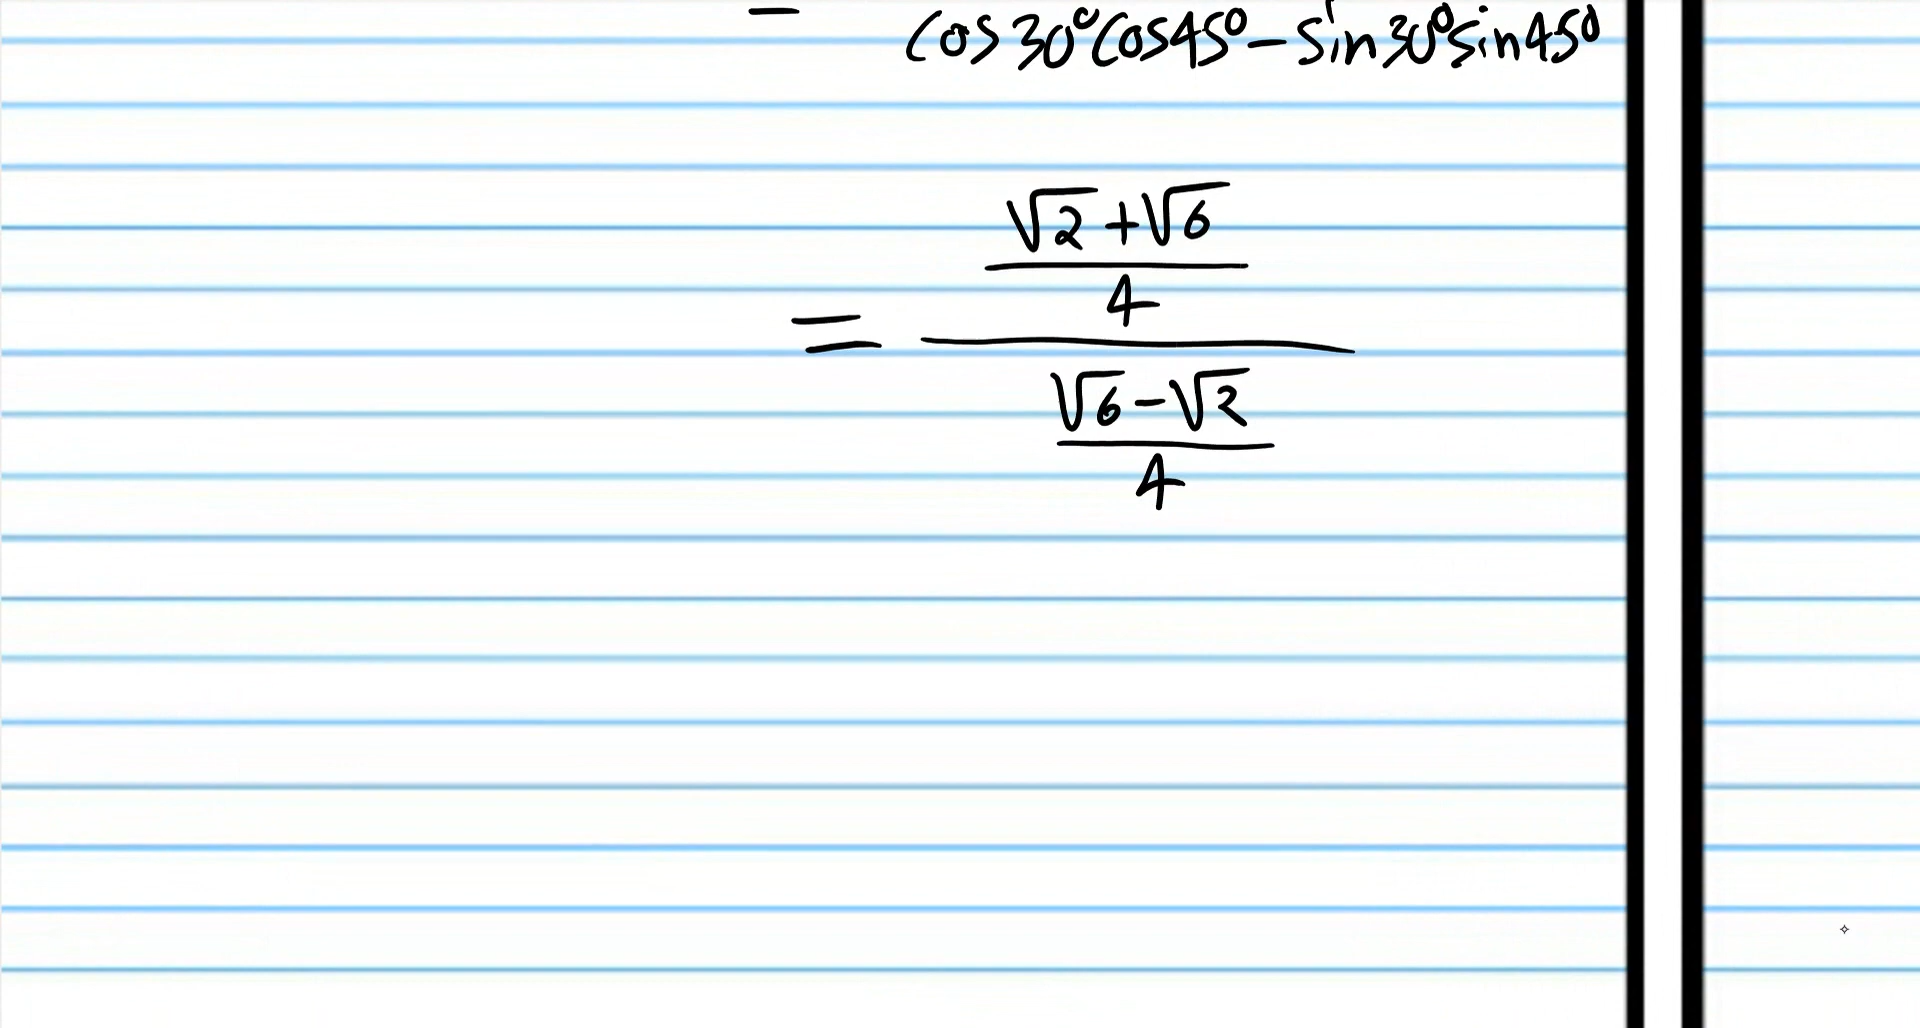 = cos30°cos45° - sin30°sin45°
√2 + √6
4
=
√6 - √2
4